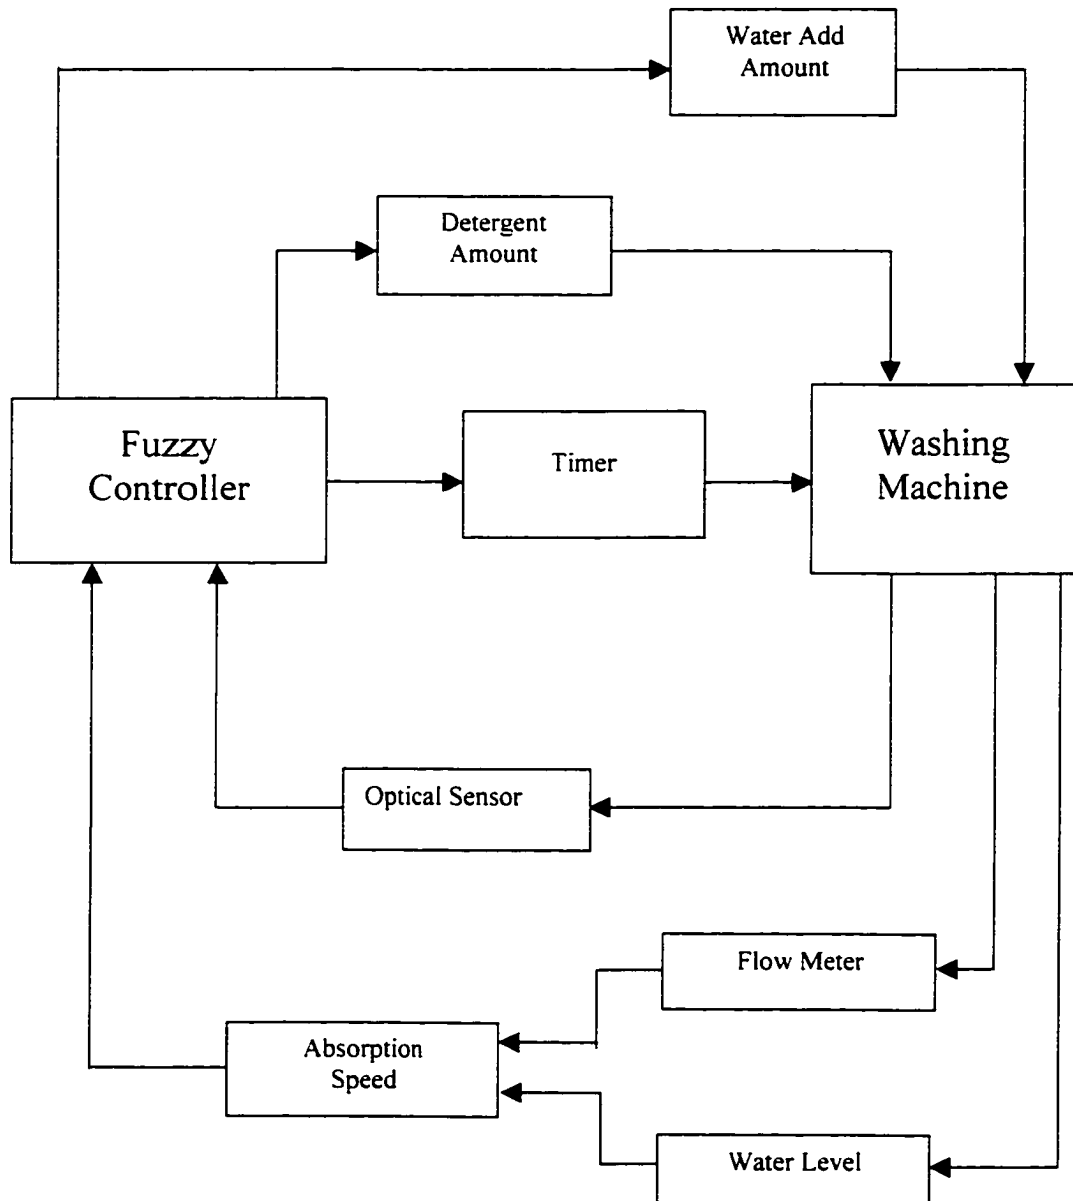 Water Add
Amount
Detergent
Amount
Fuzzy
Controller
Timer
Washing
Machine
Optical Sensor
Flow Meter
Absorption
Speed
Water Level